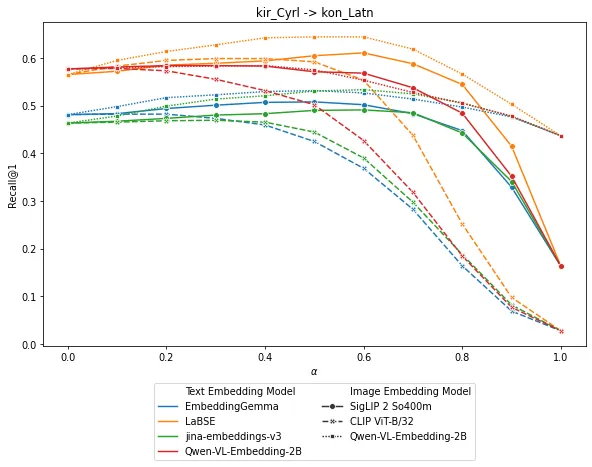 kir_Cyrl -> kon_Latn
Recall@1
0.6
0.5
0.4
0.3
0.2
0.1
0.0
0.0 0.2 0.4 0.6 0.8 1.0
α
Text Embedding Model Image Embedding Model
EmbeddingGemma SigLIP 2 So400m
LaBSE CLIP ViT-B/32
jina-embeddings-v3 Qwen-VL-Embedding-2B
Qwen-VL-Embedding-2B